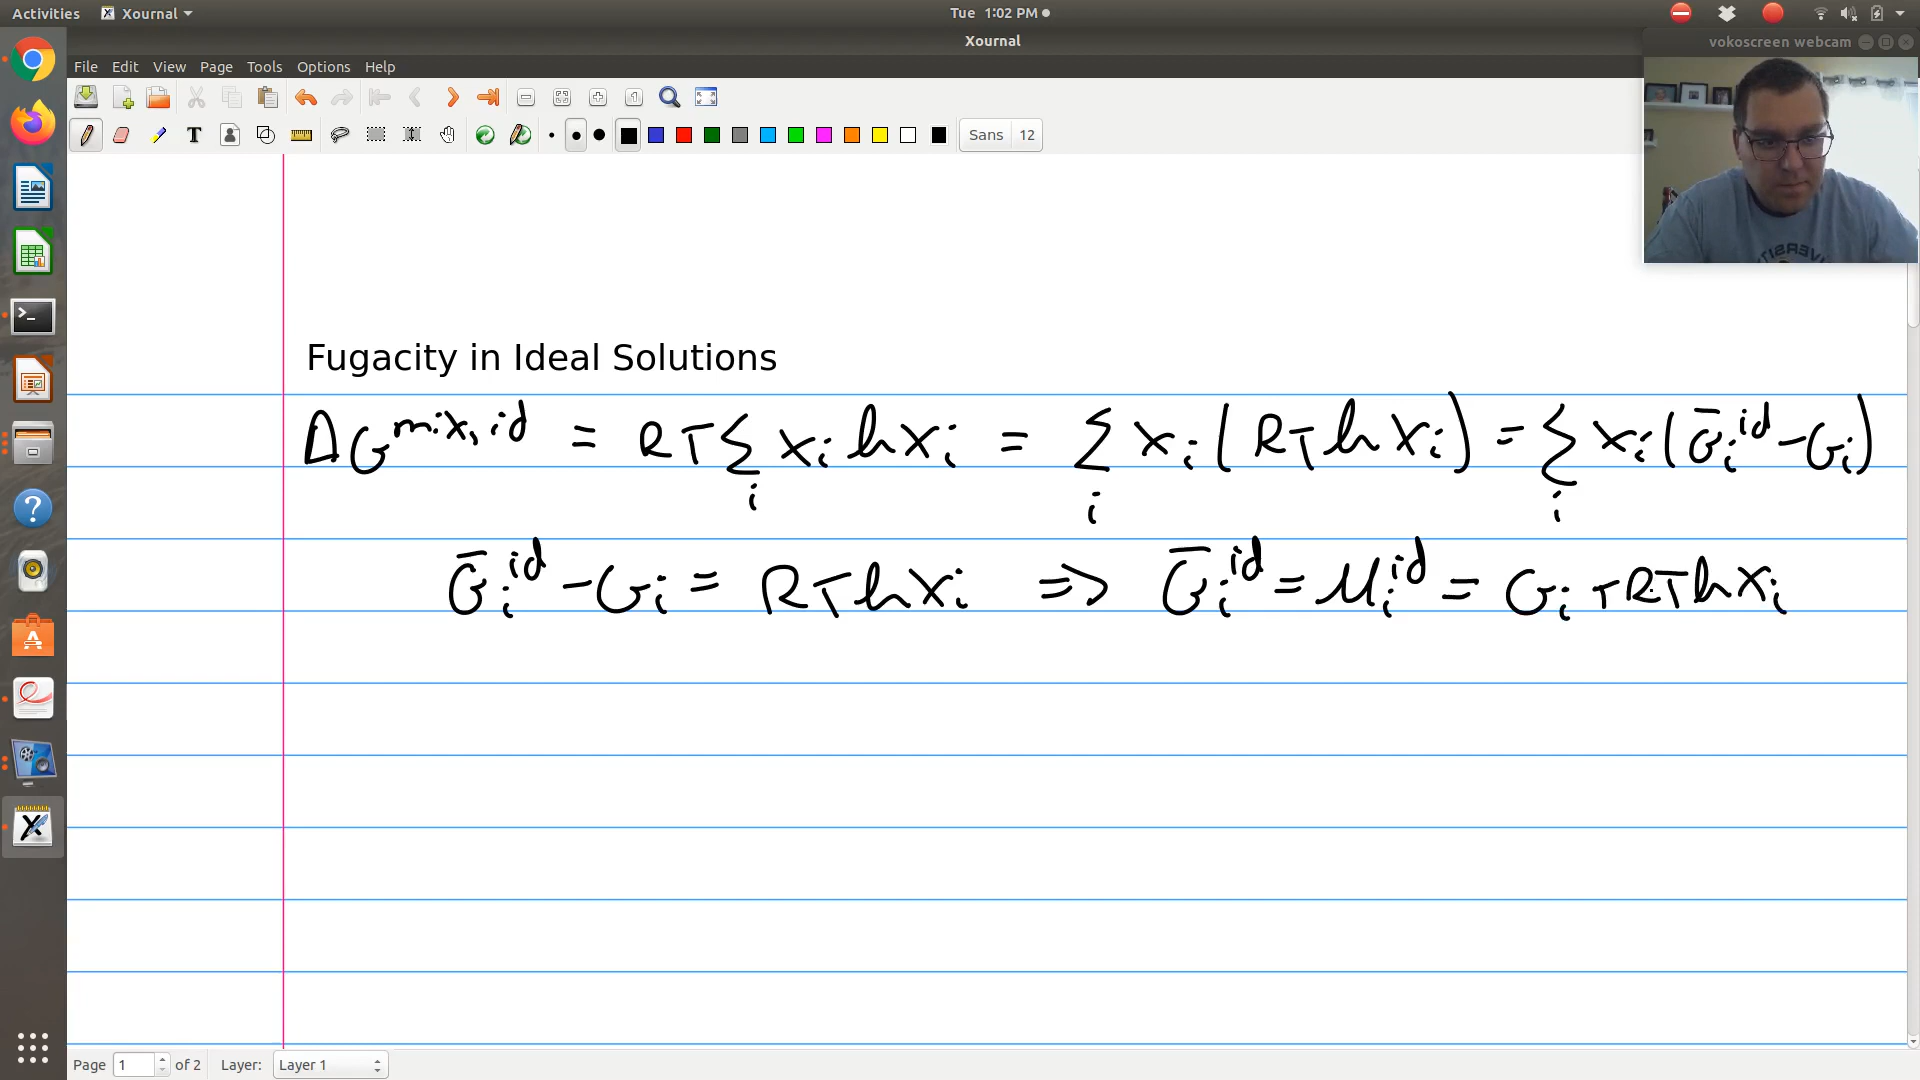 Activities Xournal Tue 1:02 PM
Xournal
vokoscreen webcam
File Edit View Page Tools Options Help
Sans 12
Fugacity in Ideal Solutions
ΔG^{mix,id} = RT Σ_i x_i ln x_i = Σ_i x_i (RT ln x_i) = Σ_i x_i (Ḡ_i^{id} - G_i)
Ḡ_i^{id} - G_i = RT ln x_i => Ḡ_i^{id} = μ_i^{id} = G_i + RT ln x_i
Page 1 of 2 Layer: Layer 1